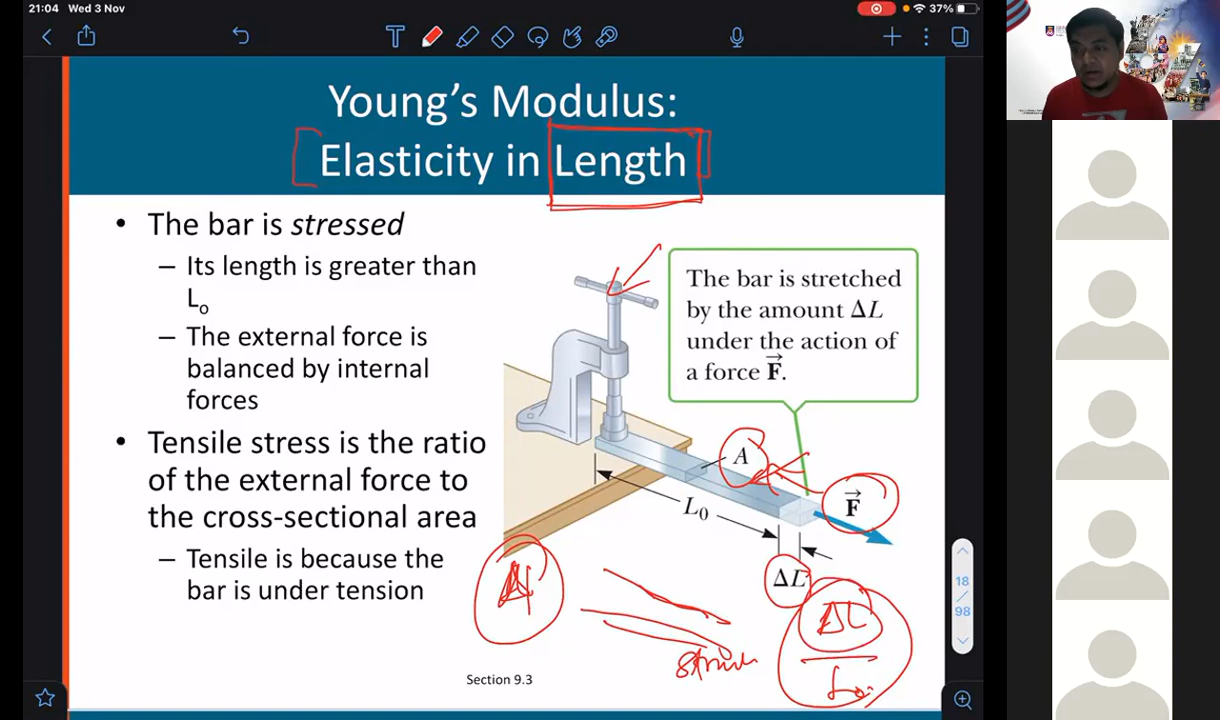 21:04 Wed 3 Nov
37%
Young's Modulus:
Elasticity in Length
• The bar is stressed
– Its length is greater than
L₀
– The external force is
balanced by internal
forces
• Tensile stress is the ratio
of the external force to
the cross-sectional area
– Tensile is because the
bar is under tension
The bar is stretched
by the amount ΔL
under the action of
a force F⃗.
A
F⃗
L₀
ΔL
ΔL
L₀
Section 9.3
18
/
98